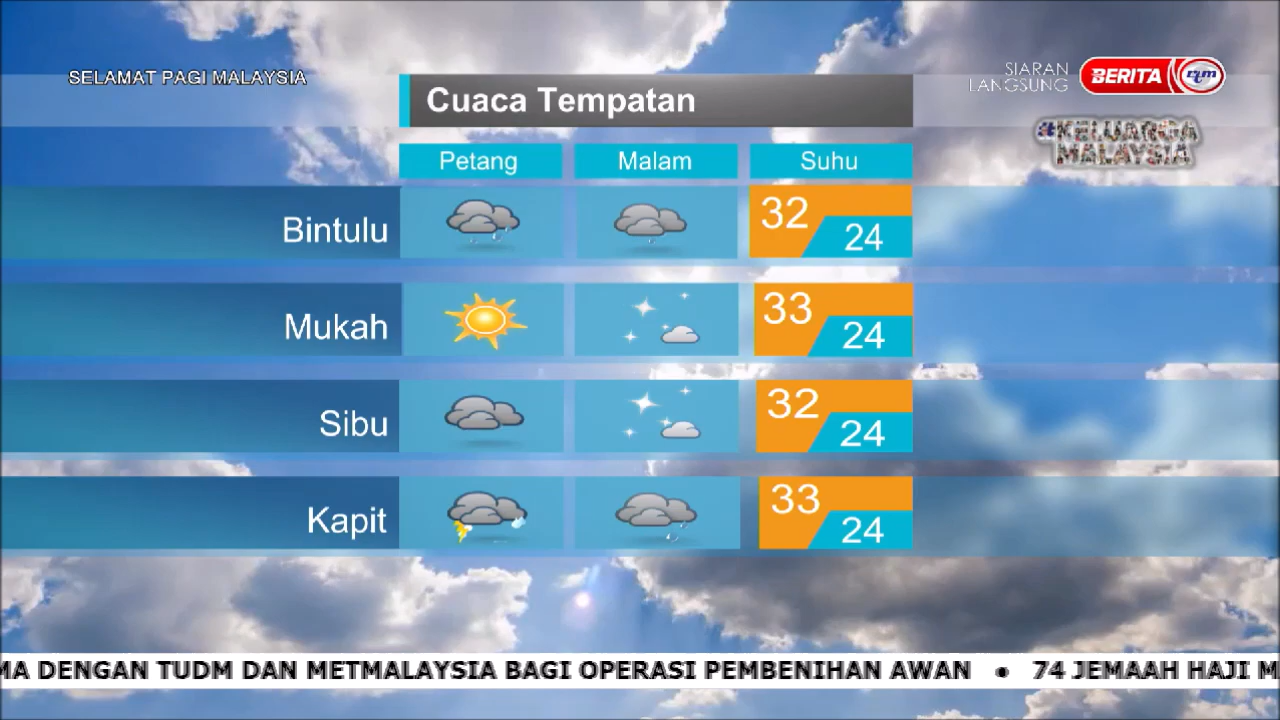 SELAMAT PAGI MALAYSIA
SIARAN
LANGSUNG
BERITA rtm
#KELUARGA
MALAYSIA
Cuaca Tempatan
Petang Malam Suhu
Bintulu 32 24
Mukah 33 24
Sibu 32 24
Kapit 33 24
MA DENGAN TUDM DAN METMALAYSIA BAGI OPERASI PEMBENIHAN AWAN • 74 JEMAAH HAJI M